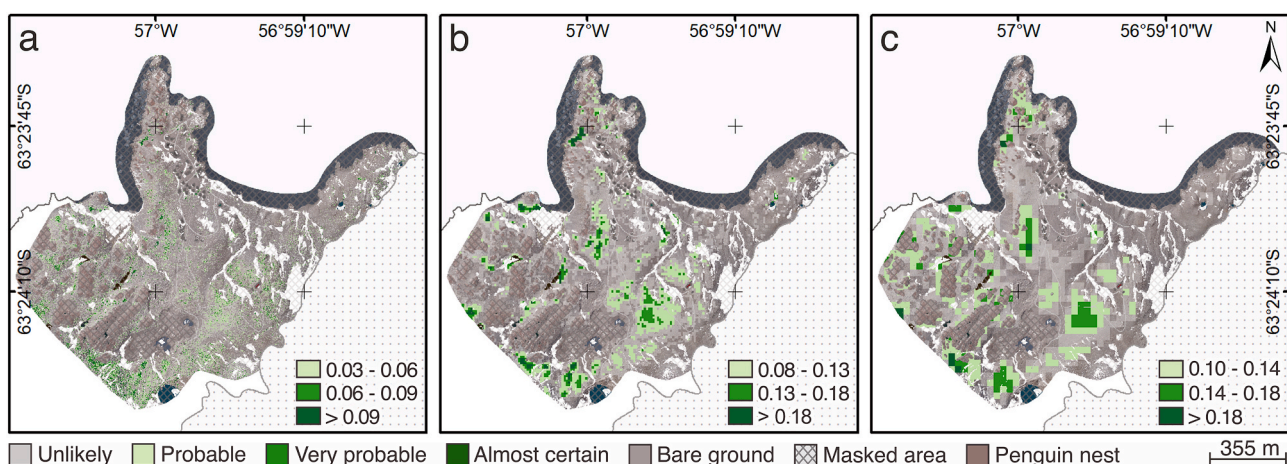 a
57°W
56°59'10"W
63°23'45"S
63°24'10"S
0.03 - 0.06
0.06 - 0.09
> 0.09
b
57°W
56°59'10"W
0.08 - 0.13
0.13 - 0.18
> 0.18
c
57°W
56°59'10"W
N
63°23'45"S
63°24'10"S
0.10 - 0.14
0.14 - 0.18
> 0.18
Unlikely Probable Very probable Almost certain Bare ground Masked area Penguin nest 355 m